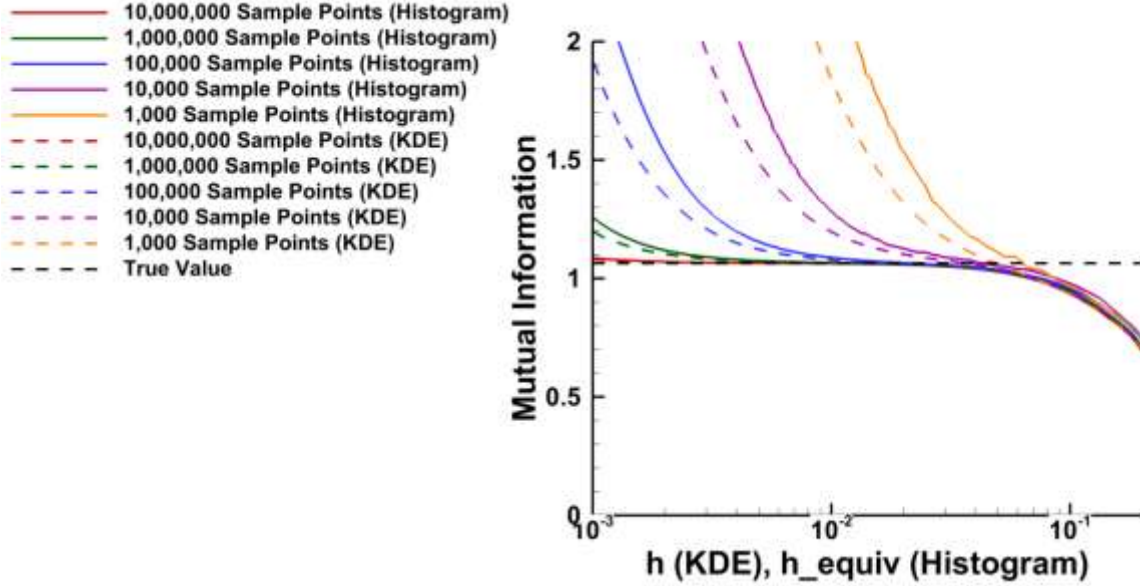 10,000,000 Sample Points (Histogram)
1,000,000 Sample Points (Histogram)
100,000 Sample Points (Histogram)
10,000 Sample Points (Histogram)
1,000 Sample Points (Histogram)
10,000,000 Sample Points (KDE)
1,000,000 Sample Points (KDE)
100,000 Sample Points (KDE)
10,000 Sample Points (KDE)
1,000 Sample Points (KDE)
True Value
Mutual Information
2
1.5
1
0.5
0
10⁻³ 10⁻² 10⁻¹
h (KDE), h_equiv (Histogram)